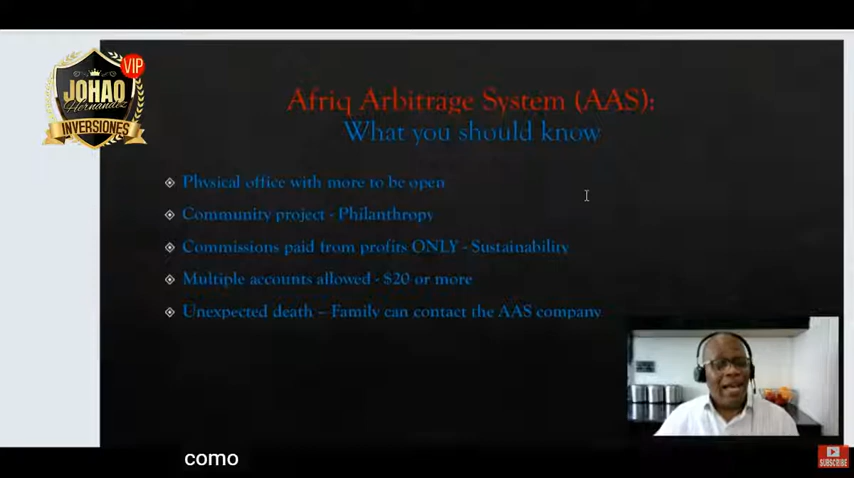 VIP
JOHAO
Hernandez
INVERSIONES
Afriq Arbitrage System (AAS):
What you should know
Physical office with more to be open
Community project - Philanthropy
Commissions paid from profits ONLY - Sustainability
Multiple accounts allowed - $20 or more
Unexpected death – Family can contact the AAS company
como
SUBSCRIBE